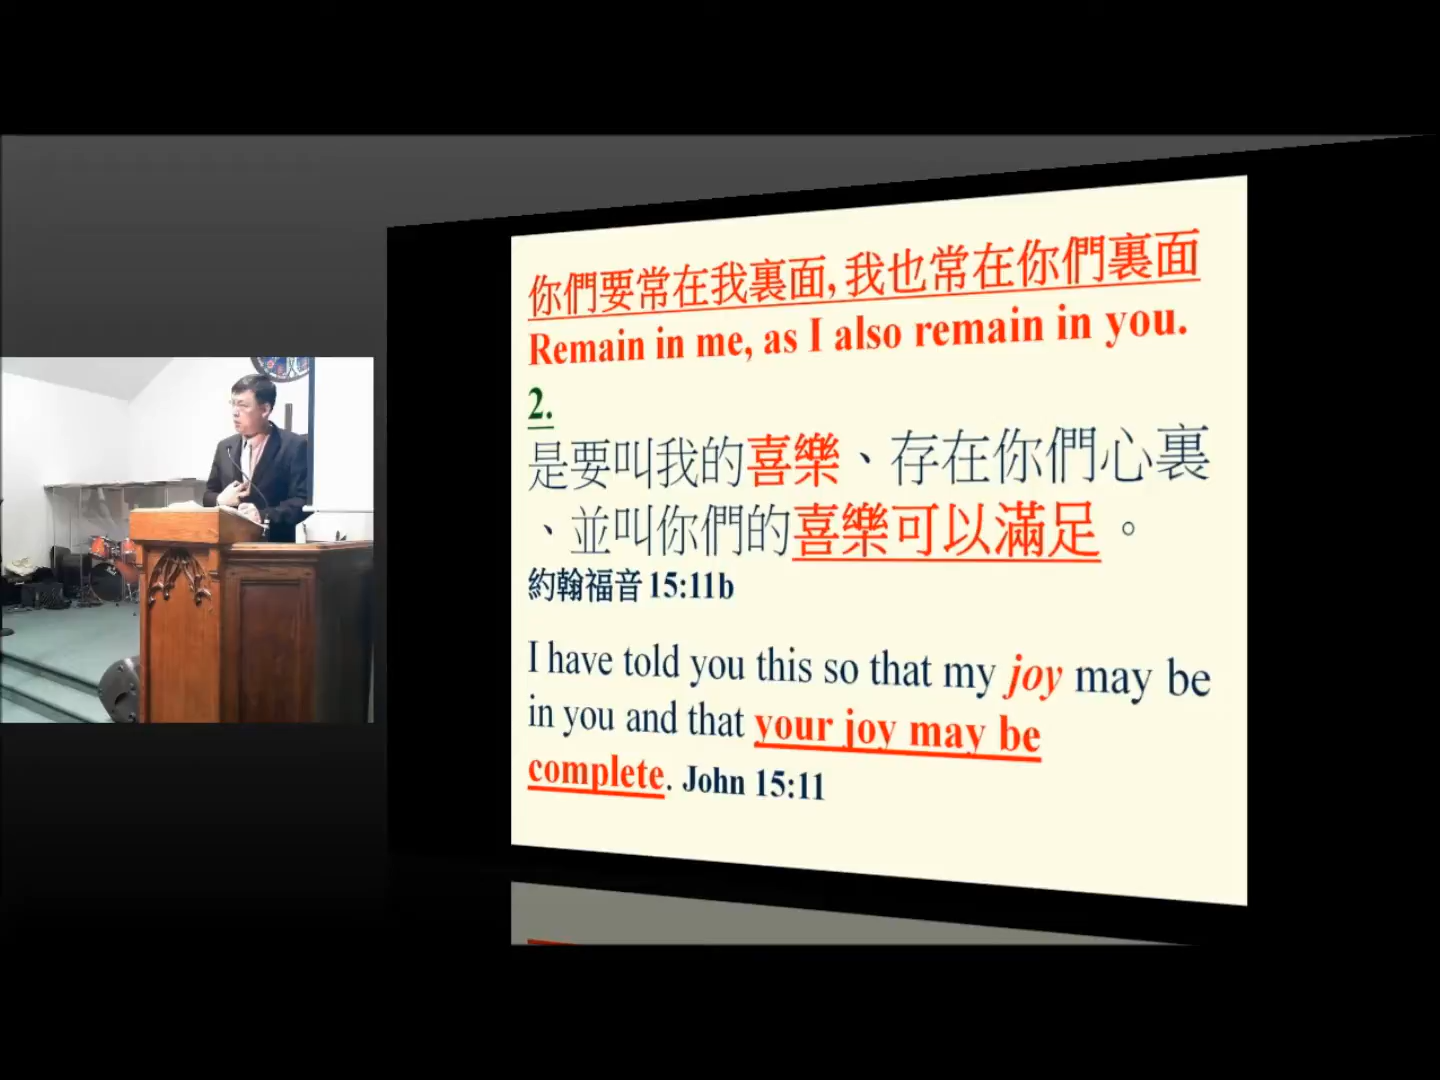 你們要常在我裏面, 我也常在你們裏面
Remain in me, as I also remain in you.
2.
是要叫我的喜樂、存在你們心裏
、並叫你們的喜樂可以滿足。
約翰福音 15:11b
I have told you this so that my joy may be
in you and that your joy may be
complete. John 15:11